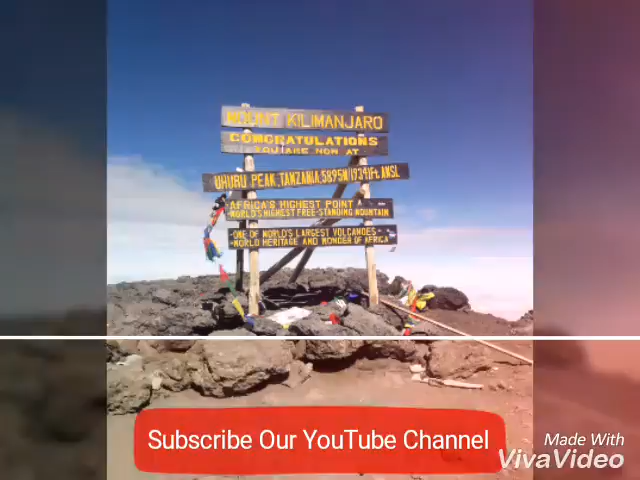 MOUNT KILIMANJARO
CONGRATULATIONS
YOU ARE NOW AT
UHURU PEAK, TANZANIA, 5895M/19341Ft. AMSL
AFRICA'S HIGHEST POINT
WORLD'S HIGHEST FREE-STANDING MOUNTAIN
ONE OF WORLD'S LARGEST VOLCANOES
WORLD HERITAGE AND WONDER OF AFRICA
Subscribe Our YouTube Channel
Made With
VivaVideo